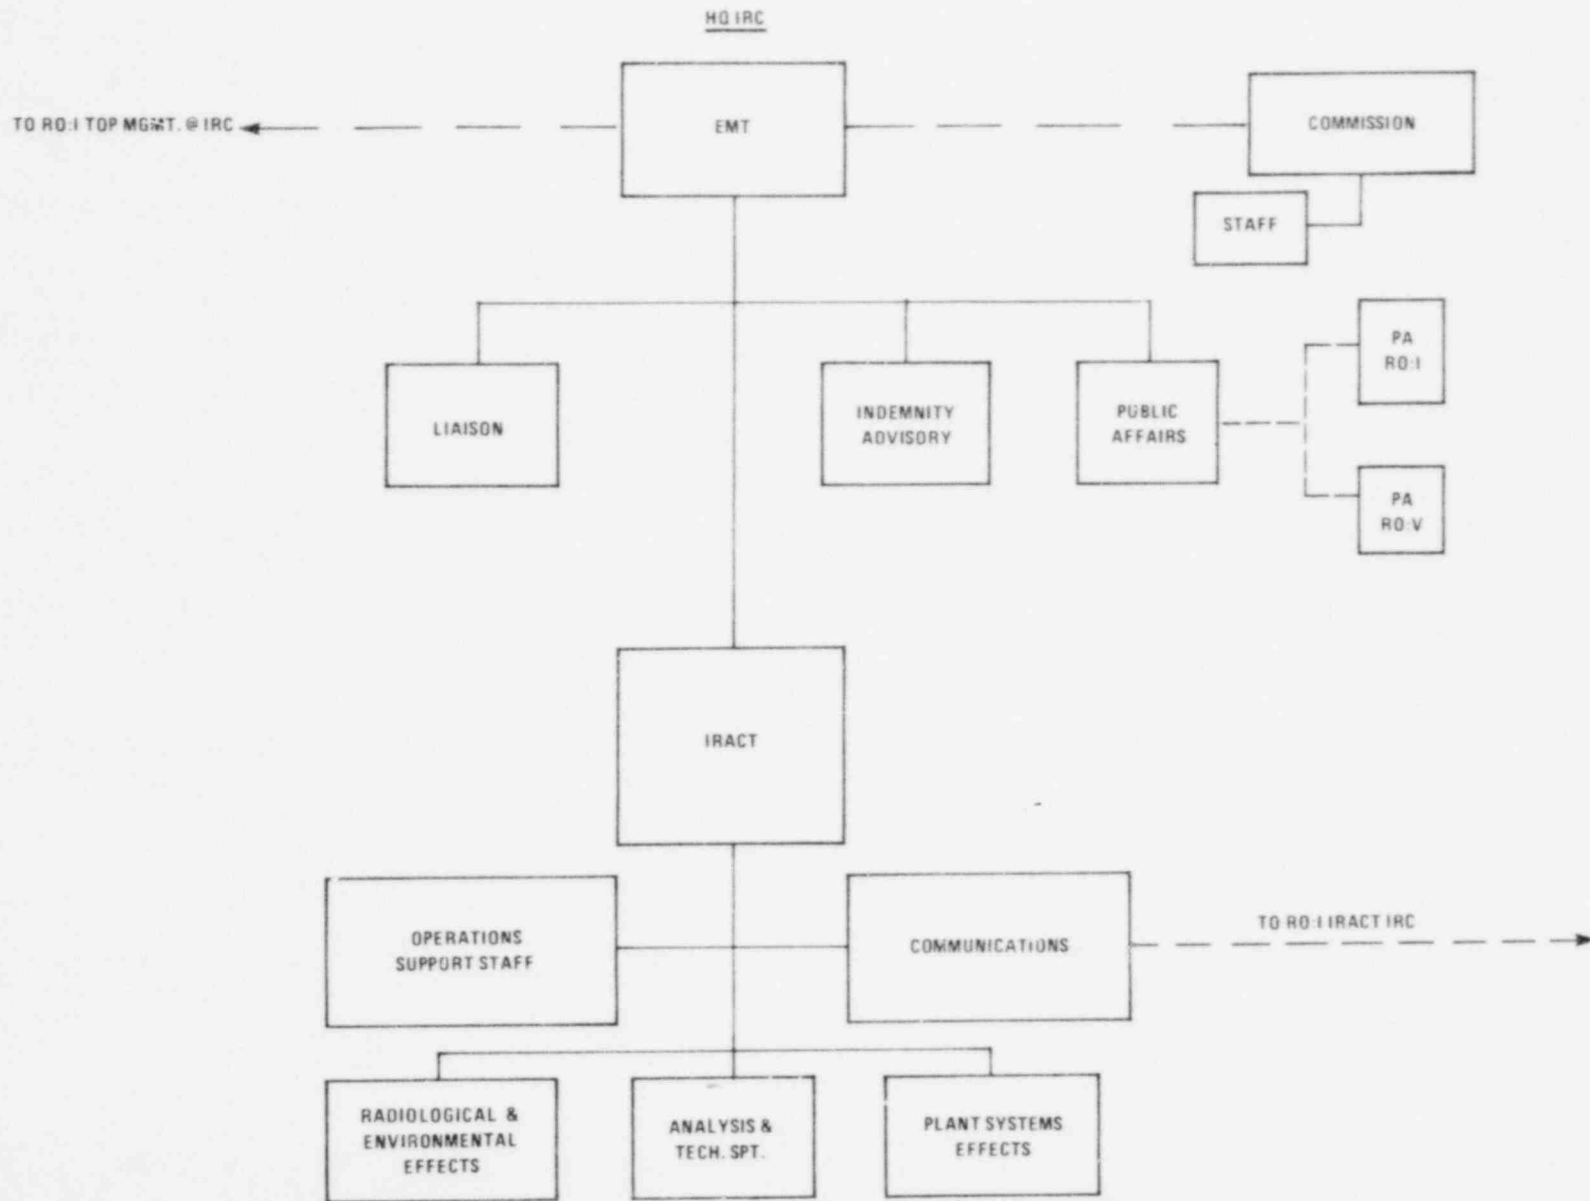 HQ IRC
TO RO:I TOP MGMT. @ IRC
EMT
COMMISSION
STAFF
PA
RO:I
LIAISON
INDEMNITY
ADVISORY
PUBLIC
AFFAIRS
PA
RO:V
IRACT
OPERATIONS
SUPPORT STAFF
COMMUNICATIONS
TO RO:I IRACT IRC
RADIOLOGICAL &
ENVIRONMENTAL
EFFECTS
ANALYSIS &
TECH. SPT.
PLANT SYSTEMS
EFFECTS